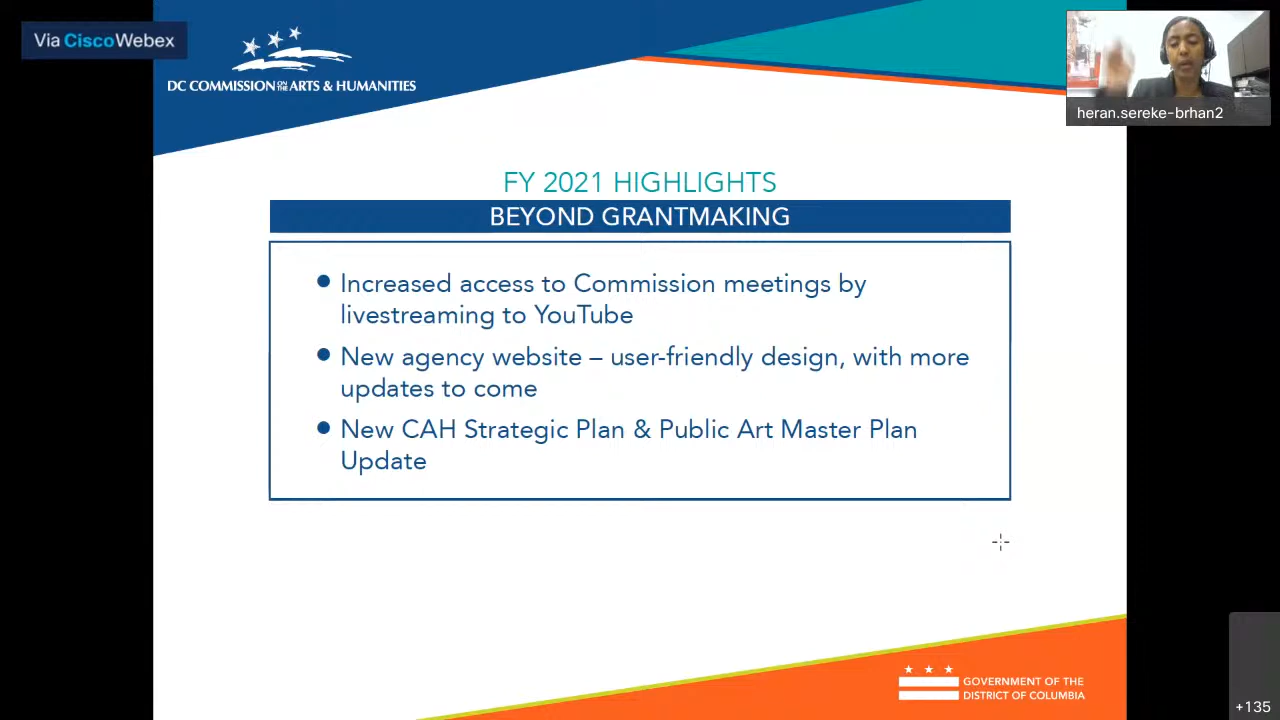 Via CiscoWebex
DC COMMISSION ON THE ARTS & HUMANITIES
heran.sereke-brhan2
FY 2021 HIGHLIGHTS
BEYOND GRANTMAKING
Increased access to Commission meetings by
livestreaming to YouTube
New agency website – user-friendly design, with more
updates to come
New CAH Strategic Plan & Public Art Master Plan
Update
GOVERNMENT OF THE
DISTRICT OF COLUMBIA
+135